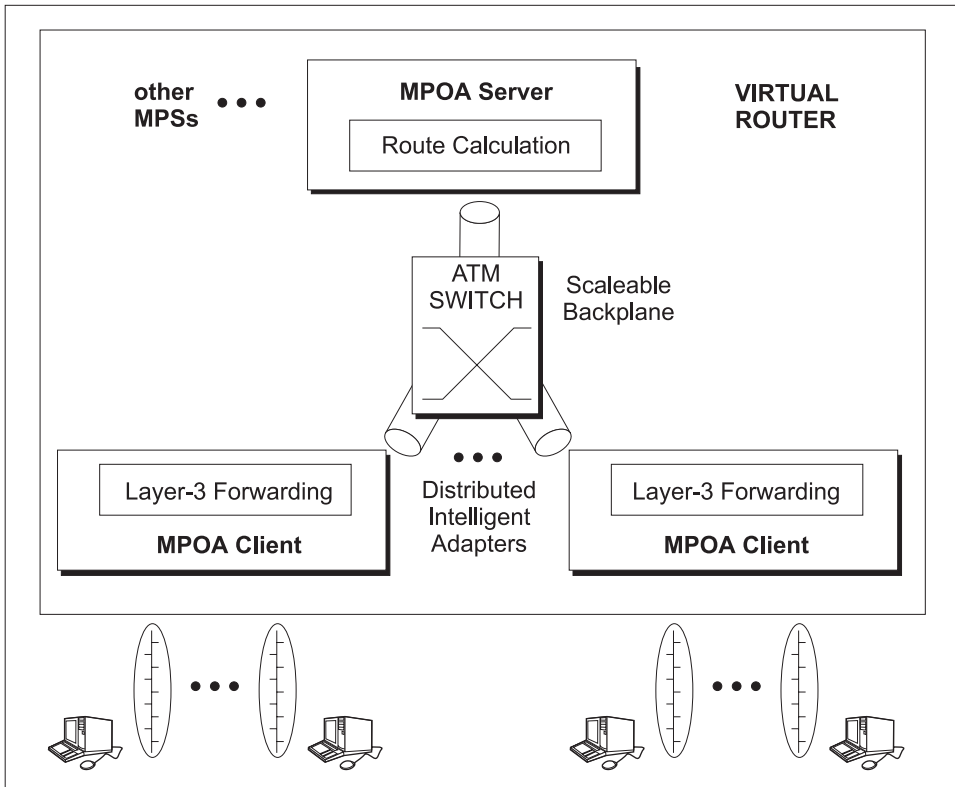 other
MPSs
MPOA Server
Route Calculation
VIRTUAL
ROUTER
ATM
SWITCH
Scaleable
Backplane
Layer-3 Forwarding
MPOA Client
Distributed
Intelligent
Adapters
Layer-3 Forwarding
MPOA Client